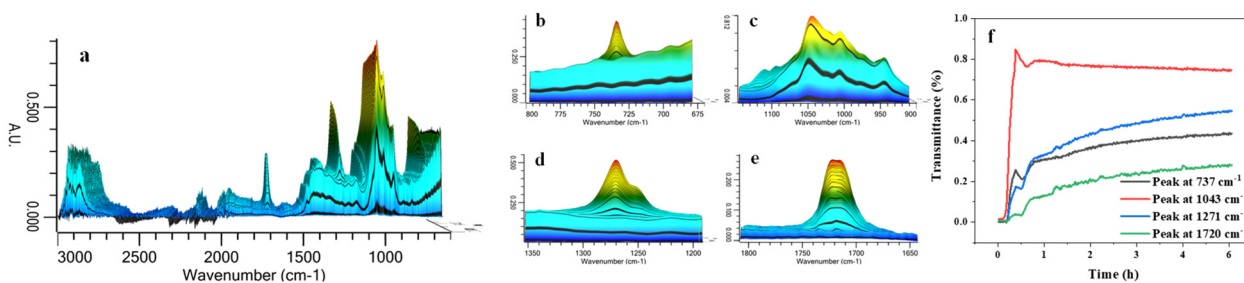 a
A.U.
0.500
0.250
0.000
3000 2500 2000 1500 1000
Wavenumber (cm-1)
b
0.250
0.000
800 775 750 725 700 675
Wavenumber (cm-1)
c
0.812
0.004
1100 1050 1000 950 900
Wavenumber (cm-1)
d
0.500
0.250
1350 1300 1250 1200
Wavenumber (cm-1)
e
0.200
0.100
0.000
1800 1750 1700 1650
Wavenumber (cm-1)
f
Transmittance (%)
1.0
0.8
0.6
0.4
0.2
0.0
Peak at 737 cm⁻¹
Peak at 1043 cm⁻
Peak at 1271 cm⁻
Peak at 1720 cm⁻
0 1 2 3 4 5 6
Time (h)